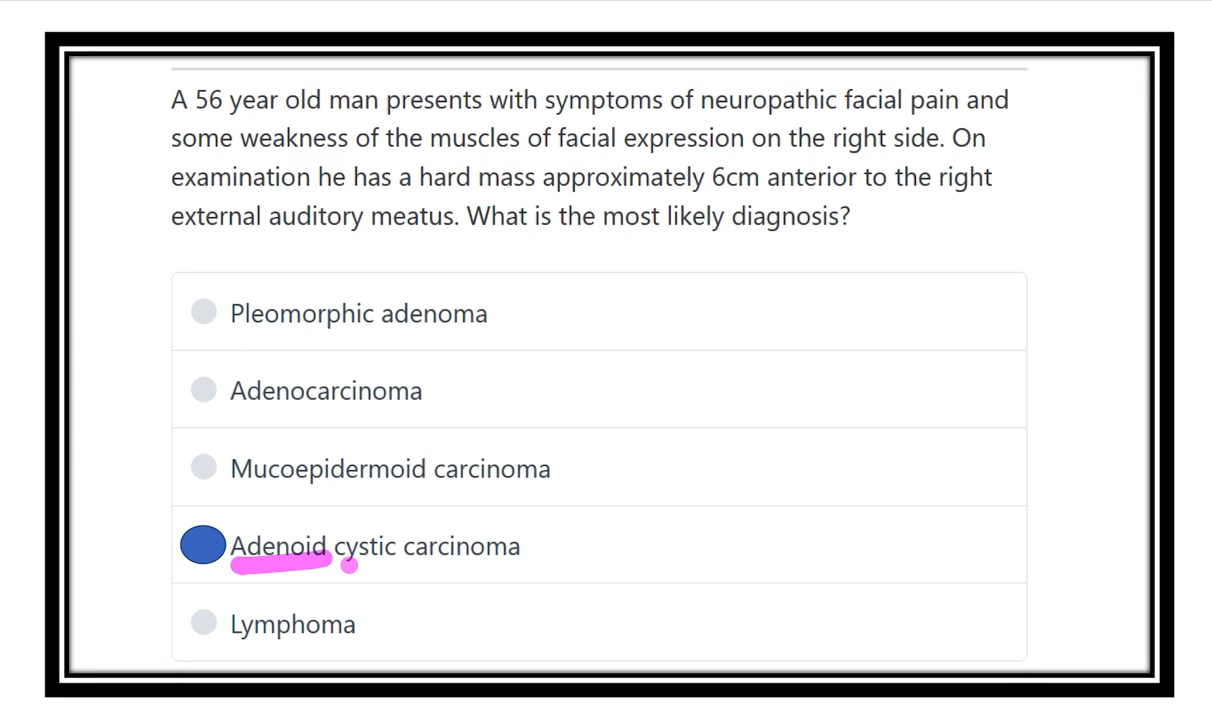 A 56 year old man presents with symptoms of neuropathic facial pain and
some weakness of the muscles of facial expression on the right side. On
examination he has a hard mass approximately 6cm anterior to the right
external auditory meatus. What is the most likely diagnosis?
Pleomorphic adenoma
Adenocarcinoma
Mucoepidermoid carcinoma
Adenoid cystic carcinoma
Lymphoma